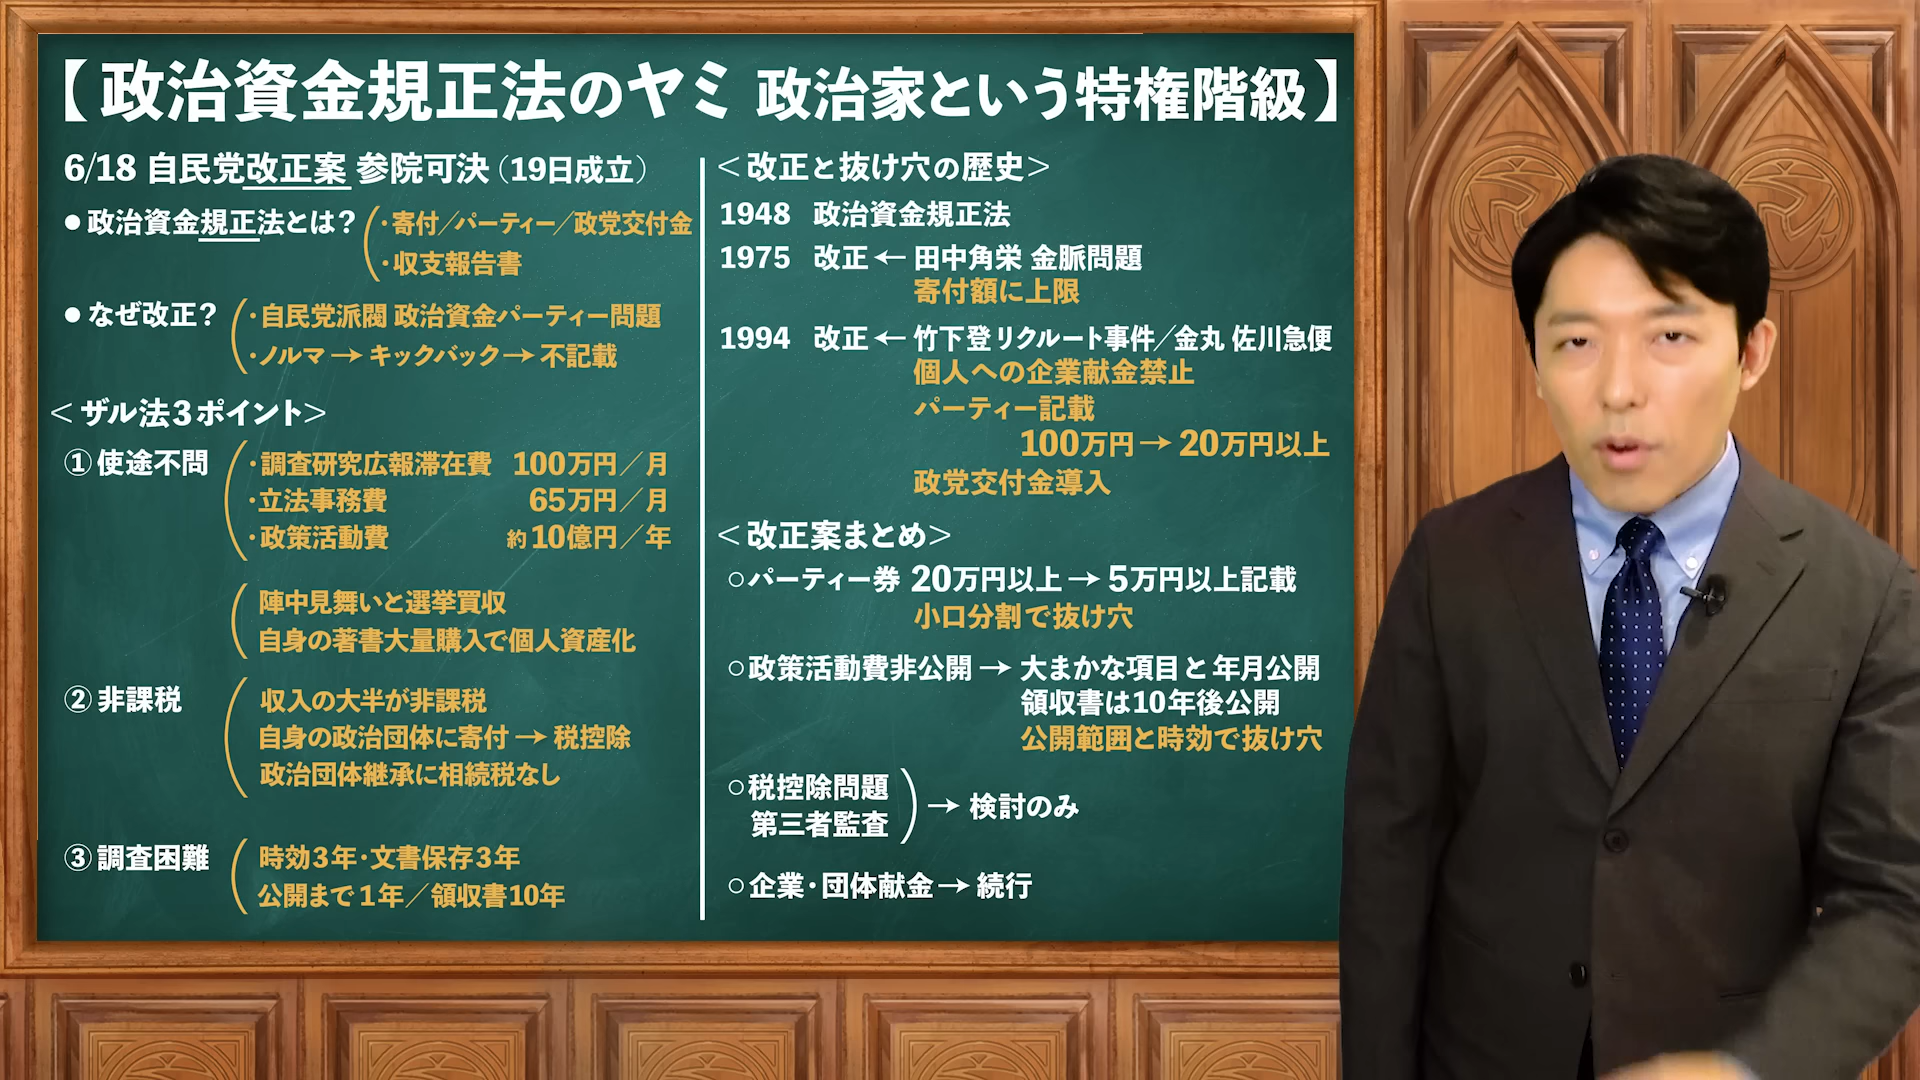 【政治資金規正法のヤミ 政治家という特権階級】
6/18 自民党改正案 参院可決（19日成立）
●政治資金規正法とは？
・寄付／パーティー／政党交付金
・収支報告書
●なぜ改正？
・自民党派閥 政治資金パーティー問題
・ノルマ→キックバック→不記載
＜ザル法3ポイント＞
①使途不問
・調査研究広報滞在費 100万円／月
・立法事務費 65万円／月
・政策活動費 約10億円／年
陣中見舞いと選挙買収
自身の著書大量購入で個人資産化
②非課税
収入の大半が非課税
自身の政治団体に寄付→税控除
政治団体継承に相続税なし
③調査困難
時効3年・文書保存3年
公開まで1年／領収書10年
＜改正と抜け穴の歴史＞
1948 政治資金規正法
1975 改正←田中角栄 金脈問題
寄付額に上限
1994 改正←竹下登リクルート事件／金丸 佐川急便
個人への企業献金禁止
パーティー記載
100万円→20万円以上
政党交付金導入
＜改正案まとめ＞
○パーティー券 20万円以上→5万円以上記載
小口分割で抜け穴
○政策活動費非公開→大まかな項目と年月公開
領収書は10年後公開
公開範囲と時効で抜け穴
○税控除問題
第三者監査
→検討のみ
○企業・団体献金→続行